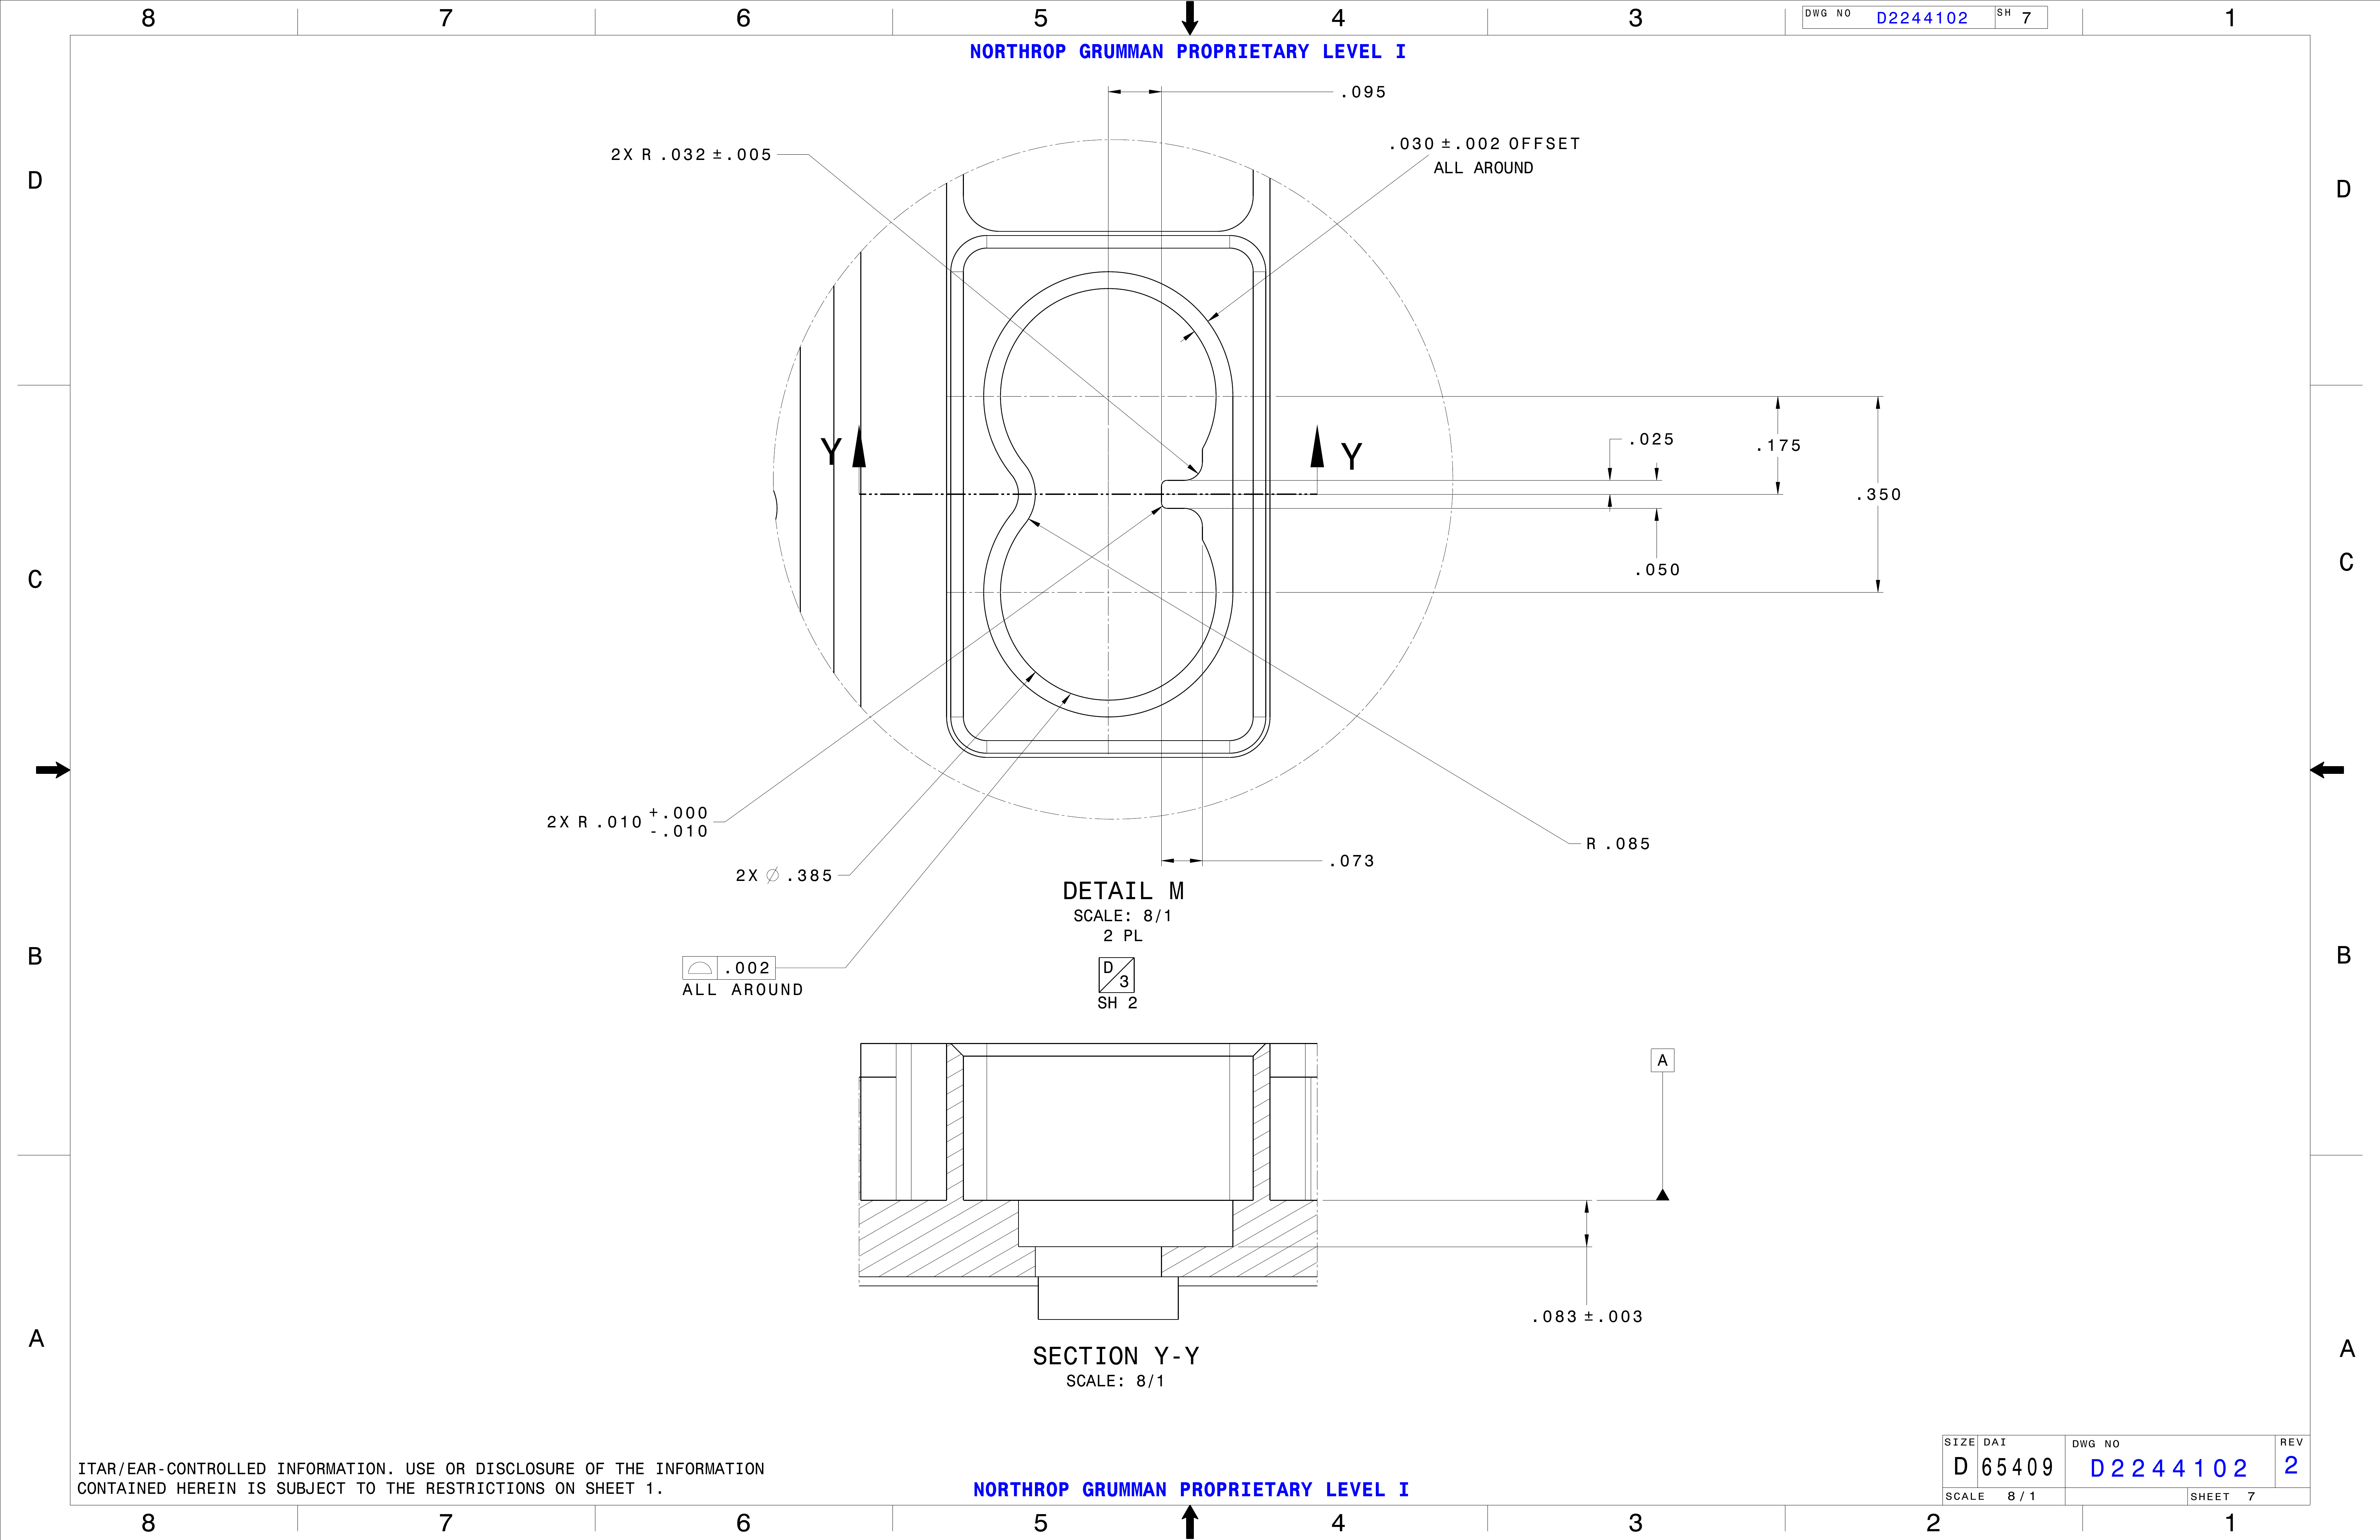 8 7 6 5 4 3 1
DWG NO D2244102 SH 7
NORTHROP GRUMMAN PROPRIETARY LEVEL I
.095
2X R .032 ±.005
.030 ±.002 OFFSET
ALL AROUND
D D
Y Y
.025
.175
.350
.050
C C
2X R .010 +.000
-.010
R .085
.073
2X ∅ .385
DETAIL M
SCALE: 8/1
2 PL
B B
.002
ALL AROUND
D
3
SH 2
A
.083 ±.003
A A
SECTION Y-Y
SCALE: 8/1
ITAR/EAR-CONTROLLED INFORMATION. USE OR DISCLOSURE OF THE INFORMATION
CONTAINED HEREIN IS SUBJECT TO THE RESTRICTIONS ON SHEET 1.
NORTHROP GRUMMAN PROPRIETARY LEVEL I
SIZE DAI DWG NO REV
D 65409 D2244102 2
SCALE 8/1 SHEET 7
8 7 6 5 4 3 2 1